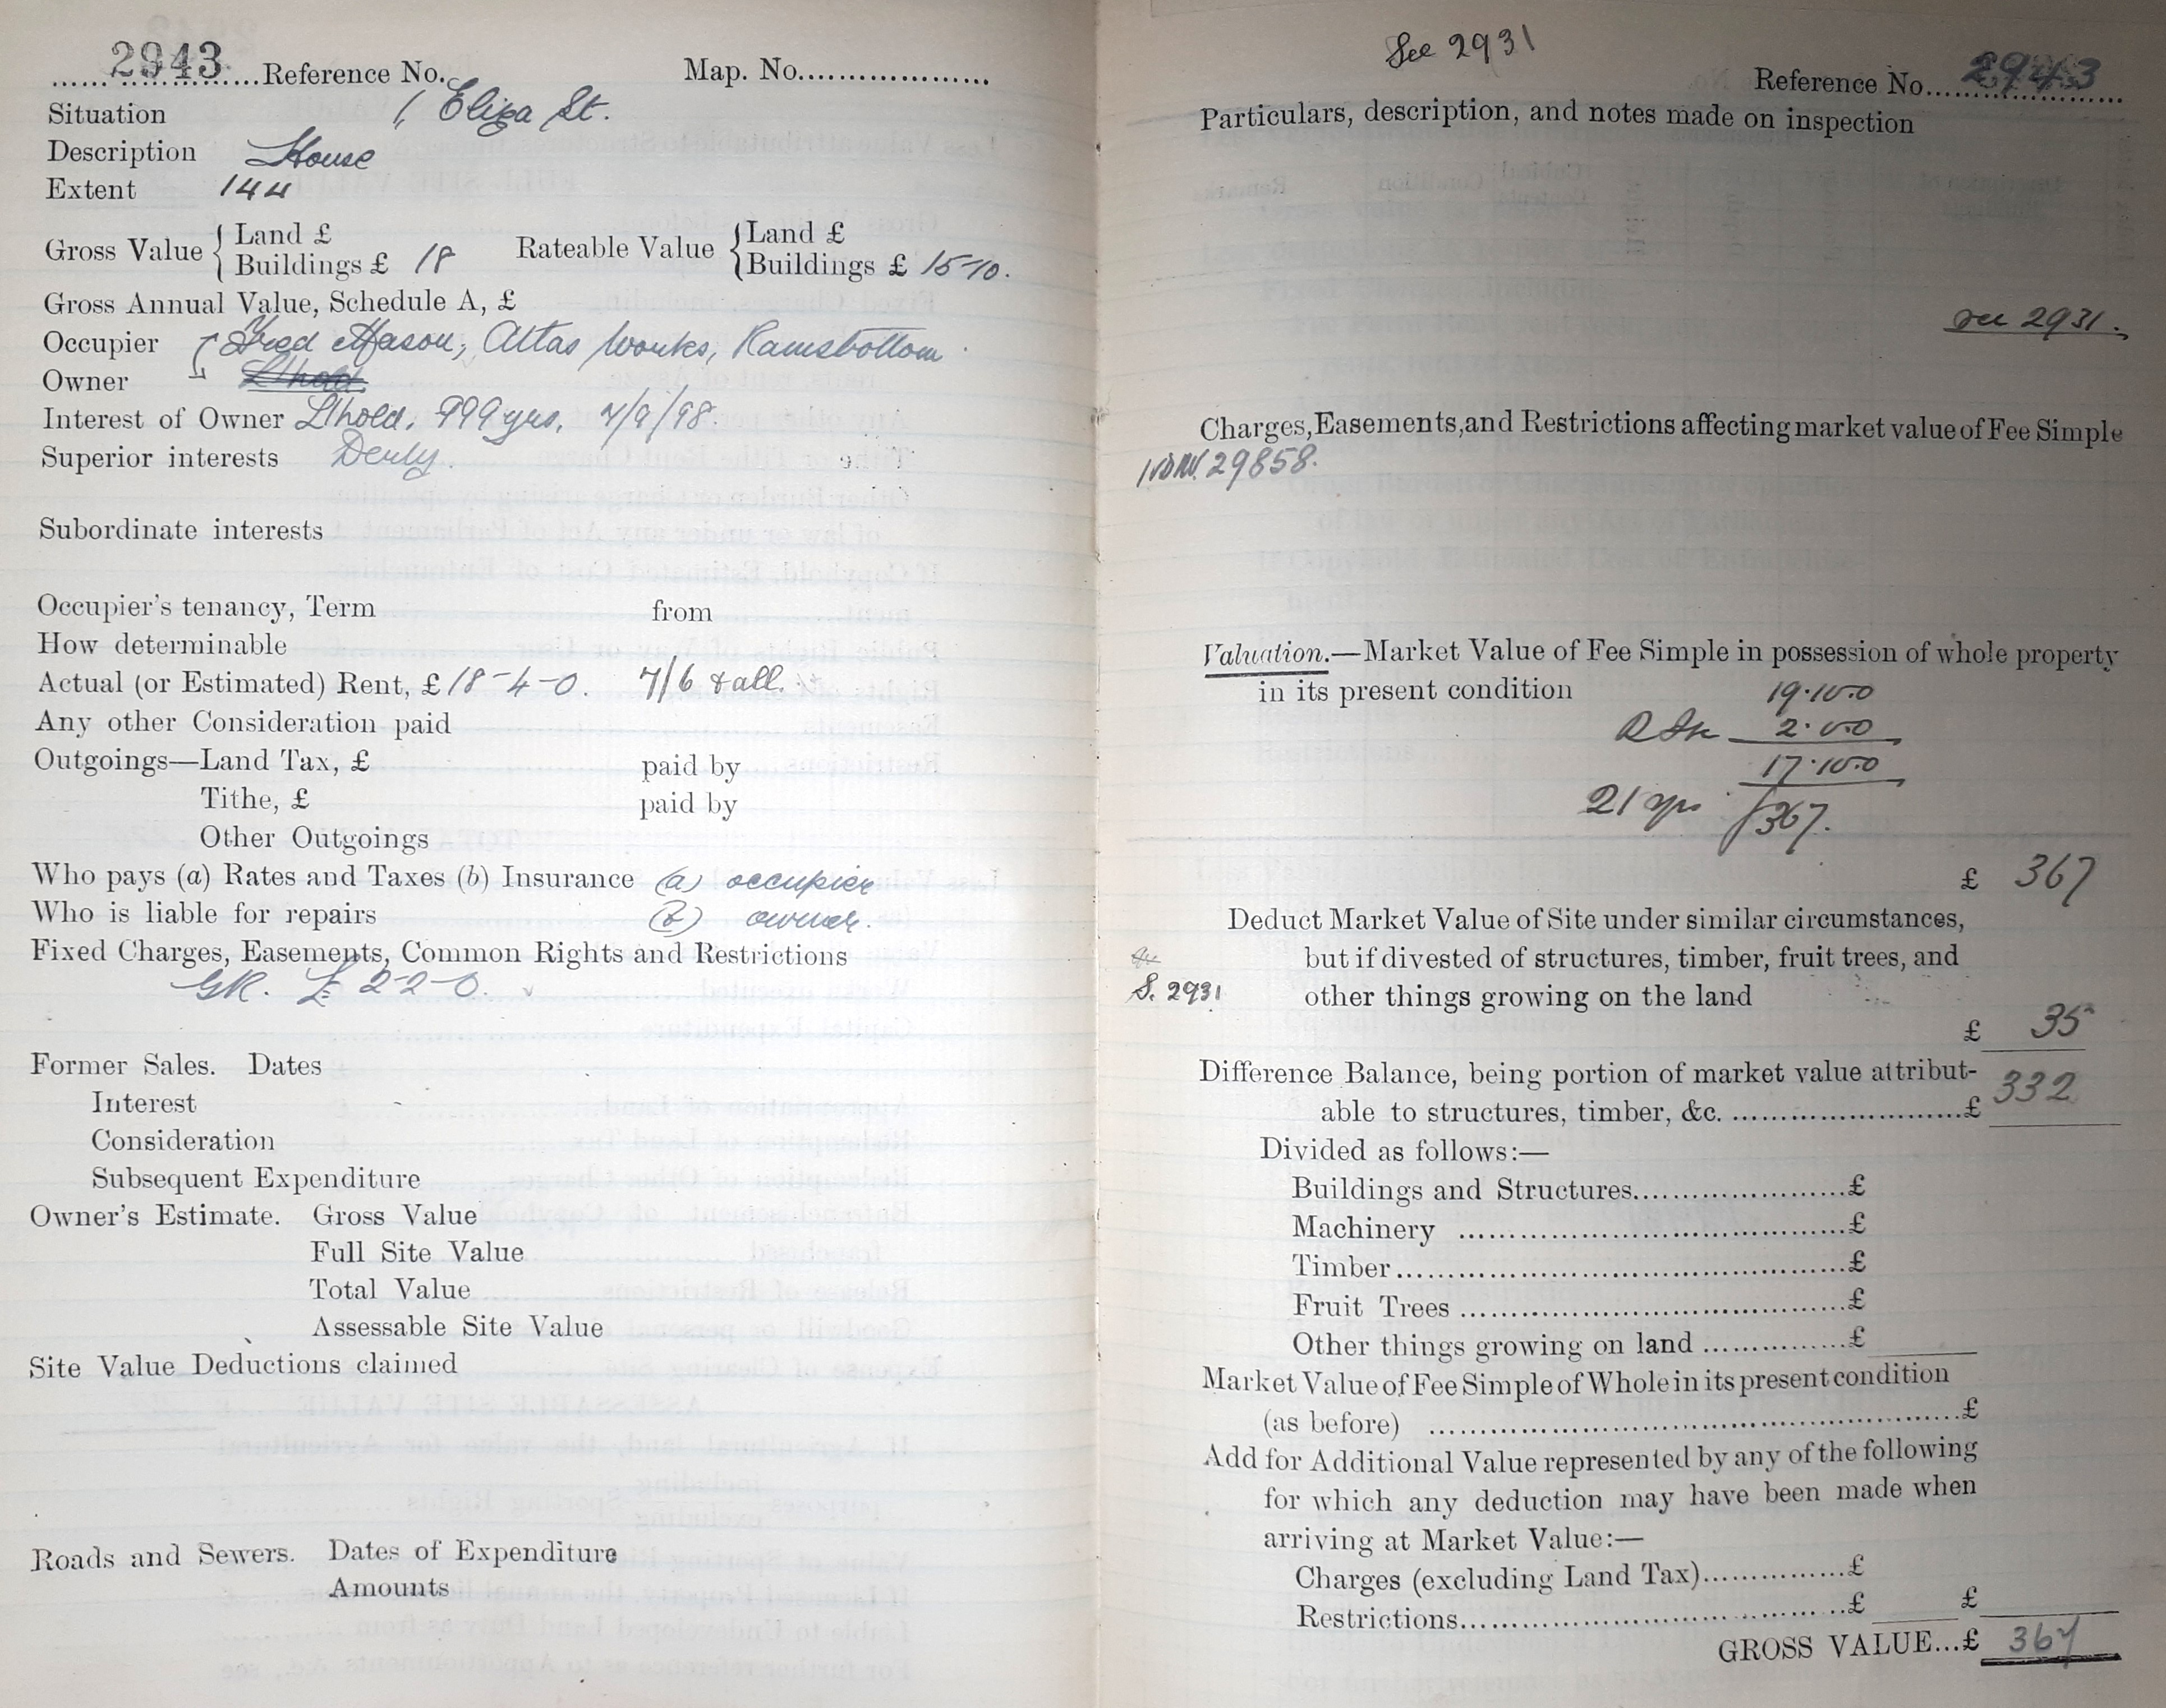 2943 Reference No. Map. No.
Situation 1, Eliza St.
Description House
Extent 144
Gross Value { Land £ Rateable Value { Land £
Buildings £ 18 Buildings £ 15-10.
Gross Annual Value, Schedule A, £
Occupier Fred Mason, Atlas Works, Ramsbottom
Owner Lhold.
Interest of Owner Lhold, 999 yrs, 7/9/98.
Superior interests Derby.
Subordinate interests
Occupier's tenancy, Term from
How determinable
Actual (or Estimated) Rent, £ 18-4-0. 7/6 & all.
Any other Consideration paid
Outgoings—Land Tax, £ paid by
Tithe, £ paid by
Other Outgoings
Who pays (a) Rates and Taxes (b) Insurance (a) occupier
Who is liable for repairs (b) owner.
Fixed Charges, Easements, Common Rights and Restrictions
GR. £ 2-2-0.
Former Sales. Dates
Interest
Consideration
Subsequent Expenditure
Owner's Estimate. Gross Value
Full Site Value
Total Value
Assessable Site Value
Site Value Deductions claimed
Roads and Sewers. Dates of Expenditure
Amounts
See 2931
Reference No. 2943
Particulars, description, and notes made on inspection
see 2931.
Charges, Easements, and Restrictions affecting market value of Fee Simple
29858.
Valuation.—Market Value of Fee Simple in possession of whole property
in its present condition 19.10.0
2.0.0
17.10.0
21 yps £367.
£ 367
Deduct Market Value of Site under similar circumstances,
but if divested of structures, timber, fruit trees, and
S. 2931 other things growing on the land
£ 35
Difference Balance, being portion of market value attribut-
able to structures, timber, &c. £ 332
Divided as follows:—
Buildings and Structures £
Machinery £
Timber £
Fruit Trees £
Other things growing on land £
Market Value of Fee Simple of Whole in its present condition
(as before) £
Add for Additional Value represented by any of the following
for which any deduction may have been made when
arriving at Market Value:—
Charges (excluding Land Tax) £
Restrictions £ £
GROSS VALUE...£ 367